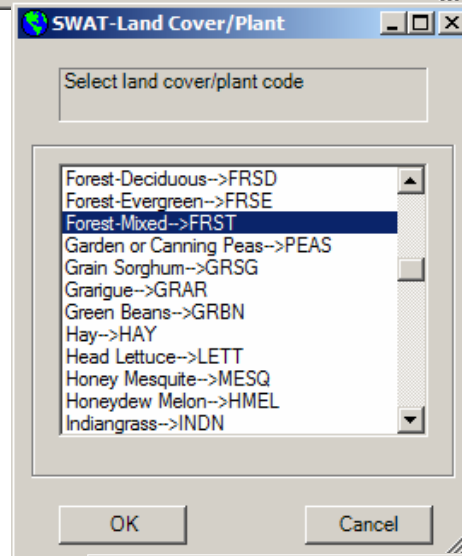 SWAT-Land Cover/Plant
Select land cover/plant code
Forest-Deciduous-->FRSD
Forest-Evergreen-->FRSE
Forest-Mixed-->FRST
Garden or Canning Peas-->PEAS
Grain Sorghum-->GRSG
Grarigue-->GRAR
Green Beans-->GRBN
Hay-->HAY
Head Lettuce-->LETT
Honey Mesquite-->MESQ
Honeydew Melon-->HMEL
Indiangrass-->INDN
OK Cancel